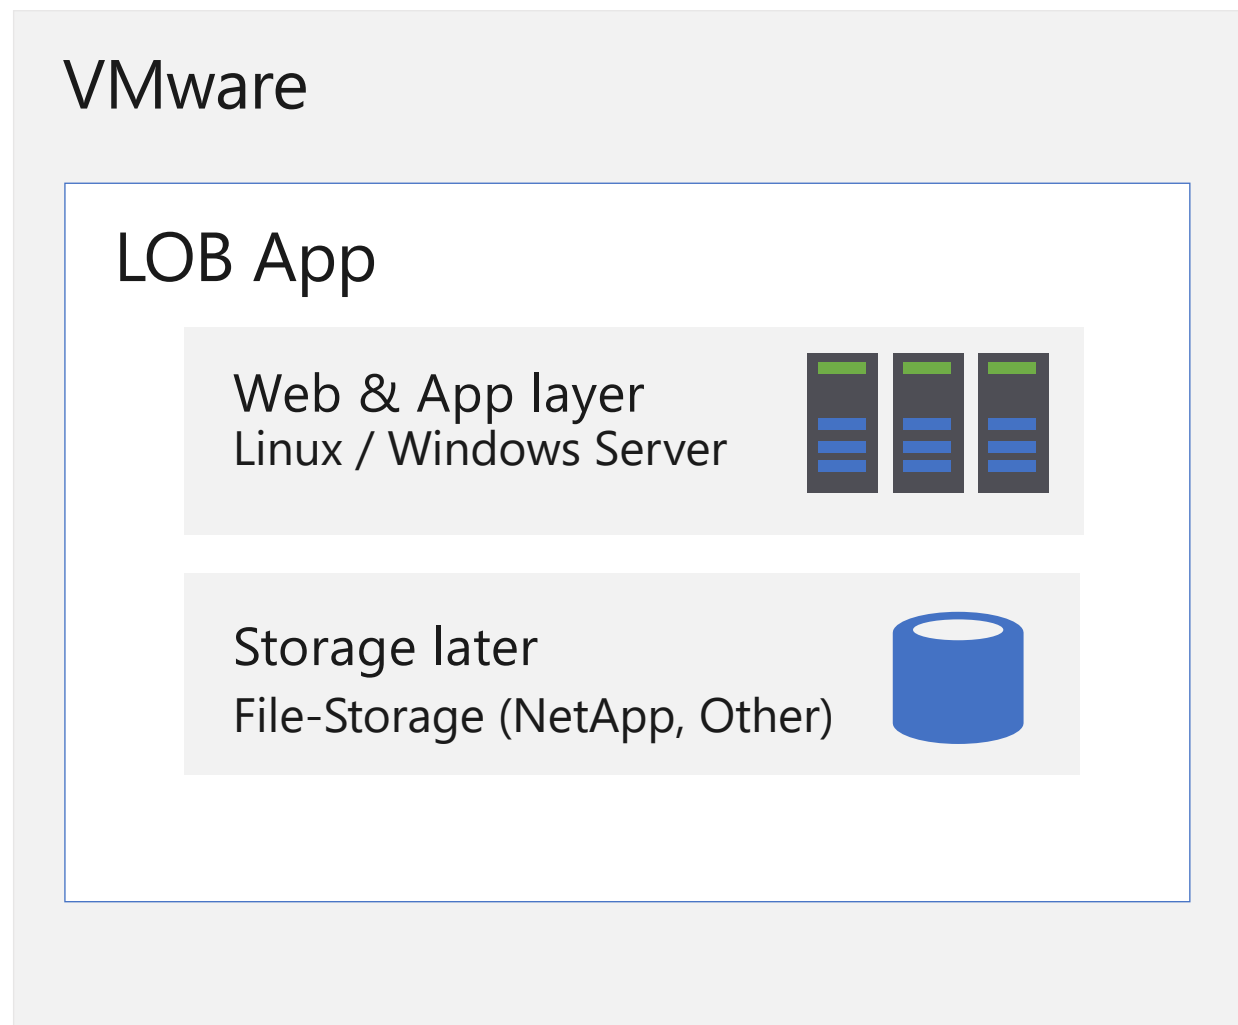 VMware
LOB App
Web & App layer
Linux / Windows Server
Storage later
File-Storage (NetApp, Other)